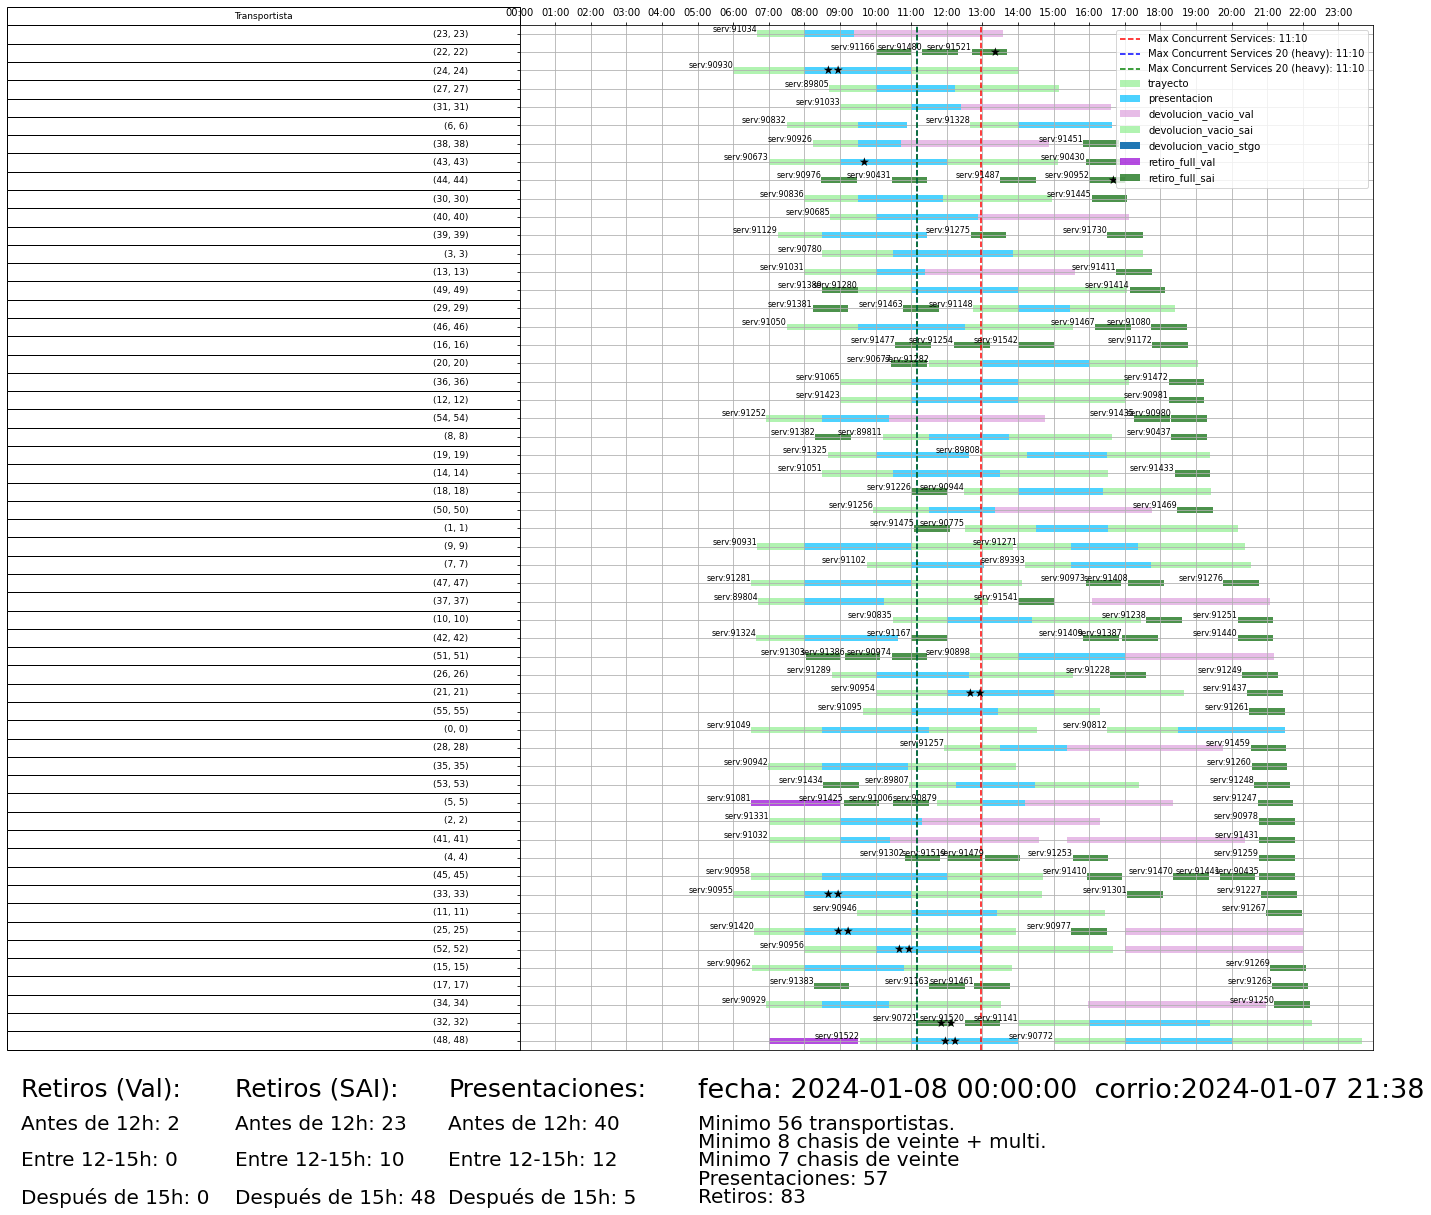 Transportista
00:00 01:00 02:00 03:00 04:00 05:00 06:00 07:00 08:00 09:00 10:00 11:00 12:00 13:00 14:00 15:00 16:00 17:00 18:00 19:00 20:00 21:00 22:00 23:00
Max Concurrent Services: 11:10
Max Concurrent Services 20 (heavy): 11:10
Max Concurrent Services 20 (heavy): 11:10
trayecto
presentacion
devolucion_vacio_val
devolucion_vacio_sai
devolucion_vacio_stgo
retiro_full_val
retiro_full_sai
(23, 23) serv:91034
(22, 22) serv:91166 serv:91480 serv:91521
(24, 24) serv:90930
(27, 27) serv:89805
(31, 31) serv:91033
(6, 6) serv:90832 serv:91328
(38, 38) serv:90926 serv:91451
(43, 43) serv:90673 serv:90430
(44, 44) serv:90976 serv:90431 serv:91487 serv:90952
(30, 30) serv:90836 serv:91445
(40, 40) serv:90685
(39, 39) serv:91129 serv:91275 serv:91730
(3, 3) serv:90780
(13, 13) serv:91031 serv:91411
(49, 49) serv:91280 serv:91414
(29, 29) serv:91381 serv:91463 serv:91148
(46, 46) serv:91050 serv:91467 serv:91080
(16, 16) serv:91477 serv:91254 serv:91542 serv:91172
(20, 20) serv:91282
(36, 36) serv:91065 serv:91472
(12, 12) serv:91423 serv:90981
(54, 54) serv:91252 serv:90980
(8, 8) serv:91382 serv:89811 serv:90437
(19, 19) serv:91325 serv:89808
(14, 14) serv:91051 serv:91433
(18, 18) serv:91226 serv:90944
(50, 50) serv:91256 serv:91469
(1, 1) serv:91475 serv:90775
(9, 9) serv:90931 serv:91271
(7, 7) serv:91102 serv:89393
(47, 47) serv:91281 serv:90973 serv:91408 serv:91276
(37, 37) serv:89804 serv:91541
(10, 10) serv:90835 serv:91238 serv:91251
(42, 42) serv:91324 serv:91167 serv:91387 serv:91440
(51, 51) serv:91386 serv:90974 serv:90898
(26, 26) serv:91289 serv:91228 serv:91249
(21, 21) serv:90954 serv:91437
(55, 55) serv:91095 serv:91261
(0, 0) serv:91049 serv:90812
(28, 28) serv:91257 serv:91459
(35, 35) serv:90942 serv:91260
(53, 53) serv:91434 serv:89807 serv:91248
(5, 5) serv:91081 serv:91425 serv:91006 serv:90879 serv:91247
(2, 2) serv:91331 serv:90978
(41, 41) serv:91032 serv:91431
(4, 4) serv:91302 serv:91479 serv:91253 serv:91259
(45, 45) serv:90958 serv:91410 serv:91470 serv:90435
(33, 33) serv:90955 serv:91301 serv:91227
(11, 11) serv:90946 serv:91267
(25, 25) serv:91420 serv:90977
(52, 52) serv:90956
(15, 15) serv:90962 serv:91269
(17, 17) serv:91383 serv:91163 serv:91461 serv:91263
(34, 34) serv:90929 serv:91250
(32, 32) serv:90721 serv:91520 serv:91141
(48, 48) serv:91522 serv:90772
Retiros (Val): Retiros (SAI): Presentaciones: fecha: 2024-01-08 00:00:00 corrio:2024-01-07 21:38
Antes de 12h: 2 Antes de 12h: 23 Antes de 12h: 40 Minimo 56 transportistas.
Minimo 8 chasis de veinte + multi.
Entre 12-15h: 0 Entre 12-15h: 10 Entre 12-15h: 12 Minimo 7 chasis de veinte
Presentaciones: 57
Después de 15h: 0 Después de 15h: 48 Después de 15h: 5 Retiros: 83